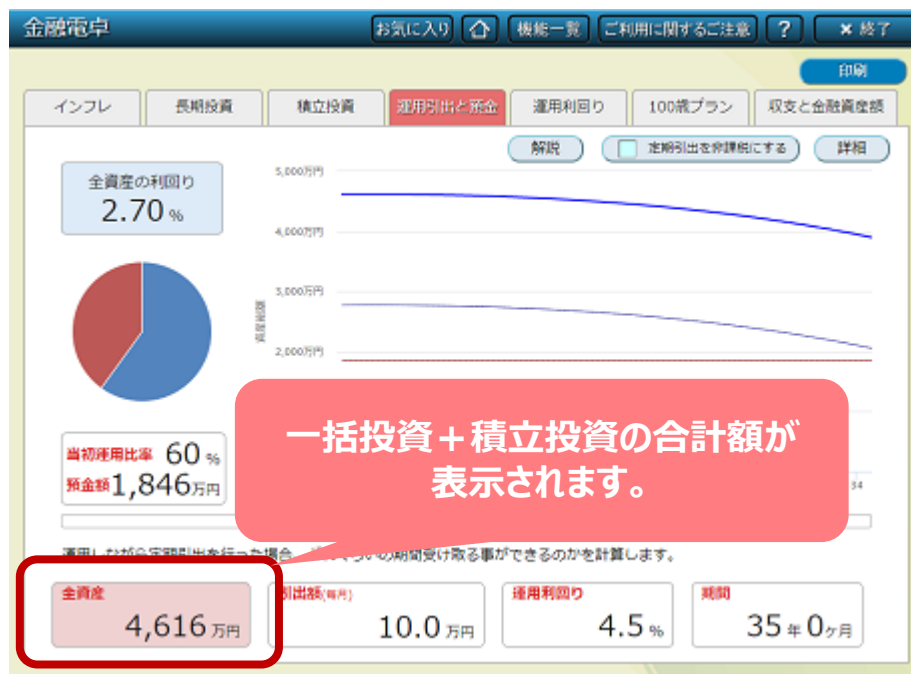 金融電卓
お気に入り
機能一覧
ご利用に関するご注意
?
× 終了
印刷
インフレ
長期投資
積立投資
運用引出と預金
運用利回り
100歳プラン
収支と金融資産額
解説
定期引出を非課税にする
詳細
全資産の利回り
2.70 %
5,000万円
4,000万円
3,000万円
2,000万円
一括投資+積立投資の合計額が
表示されます。
当初運用比率 60 %
預金額 1,846万円
34
運用しながら定額引出を行った場合
の期間受け取る事ができるのかを計算します。
全資産
4,616 万円
引出額(毎月)
10.0 万円
運用利回り
4.5 %
期間
35 年 0ヶ月